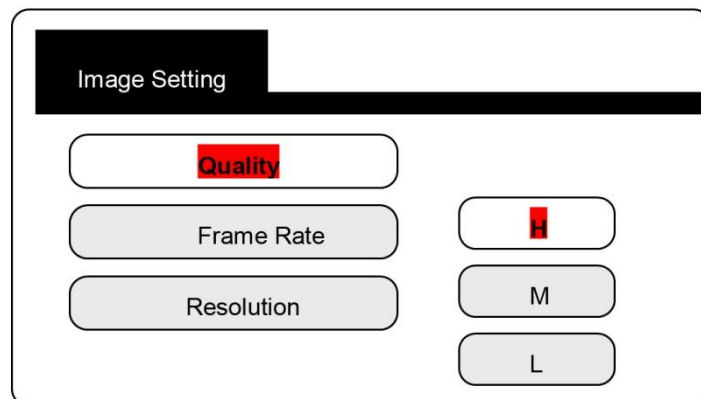 Image Setting
Quality
Frame Rate
Resolution
H
M
L